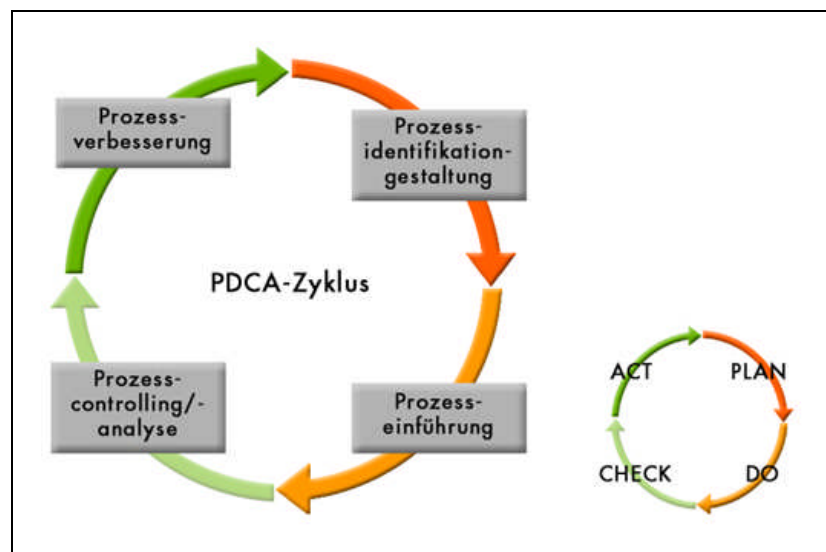 Prozess-
verbesserung
Prozess-
identifikation-
gestaltung
PDCA-Zyklus
Prozess-
controlling/-
analyse
Prozess-
einführung
ACT
PLAN
CHECK
DO